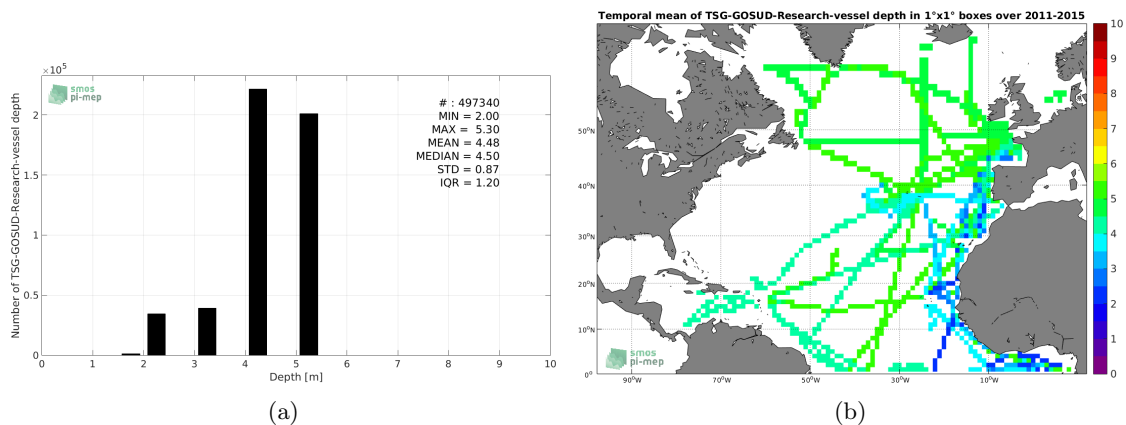 ×10⁵
smos
pi-mep
Number of TSG-GOSUD-Research-vessel depth
2
1.5
1
0.5
0
# : 497340
MIN = 2.00
MAX = 5.30
MEAN = 4.48
MEDIAN = 4.50
STD = 0.87
IQR = 1.20
0 1 2 3 4 5 6 7 8 9 10
Depth [m]
(a)
Temporal mean of TSG-GOSUD-Research-vessel depth in 1°x1° boxes over 2011-2015
50°N
40°N
30°N
20°N
10°N
0°
90°W 70°W 50°W 30°W 10°W
smos
pi-mep
10
9
8
7
6
5
4
3
2
1
0
(b)